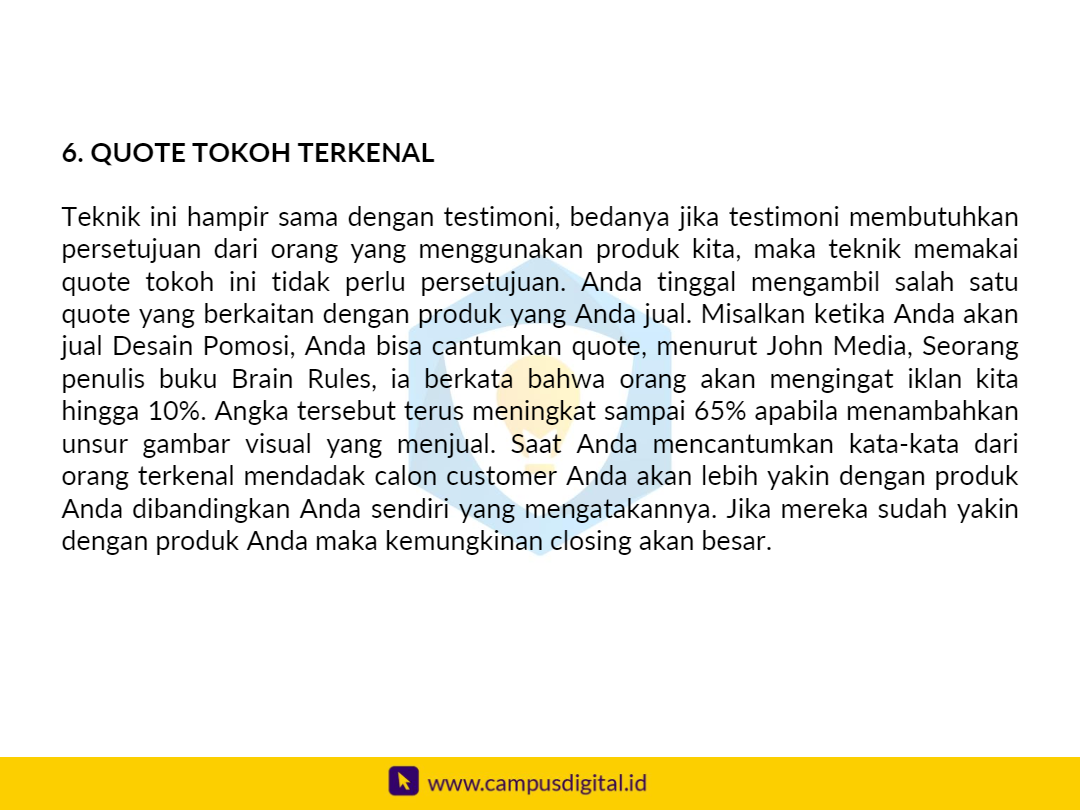 6. QUOTE TOKOH TERKENAL
Teknik ini hampir sama dengan testimoni, bedanya jika testimoni membutuhkan
persetujuan dari orang yang menggunakan produk kita, maka teknik memakai
quote tokoh ini tidak perlu persetujuan. Anda tinggal mengambil salah satu
quote yang berkaitan dengan produk yang Anda jual. Misalkan ketika Anda akan
jual Desain Pomosi, Anda bisa cantumkan quote, menurut John Media, Seorang
penulis buku Brain Rules, ia berkata bahwa orang akan mengingat iklan kita
hingga 10%. Angka tersebut terus meningkat sampai 65% apabila menambahkan
unsur gambar visual yang menjual. Saat Anda mencantumkan kata-kata dari
orang terkenal mendadak calon customer Anda akan lebih yakin dengan produk
Anda dibandingkan Anda sendiri yang mengatakannya. Jika mereka sudah yakin
dengan produk Anda maka kemungkinan closing akan besar.
www.campusdigital.id